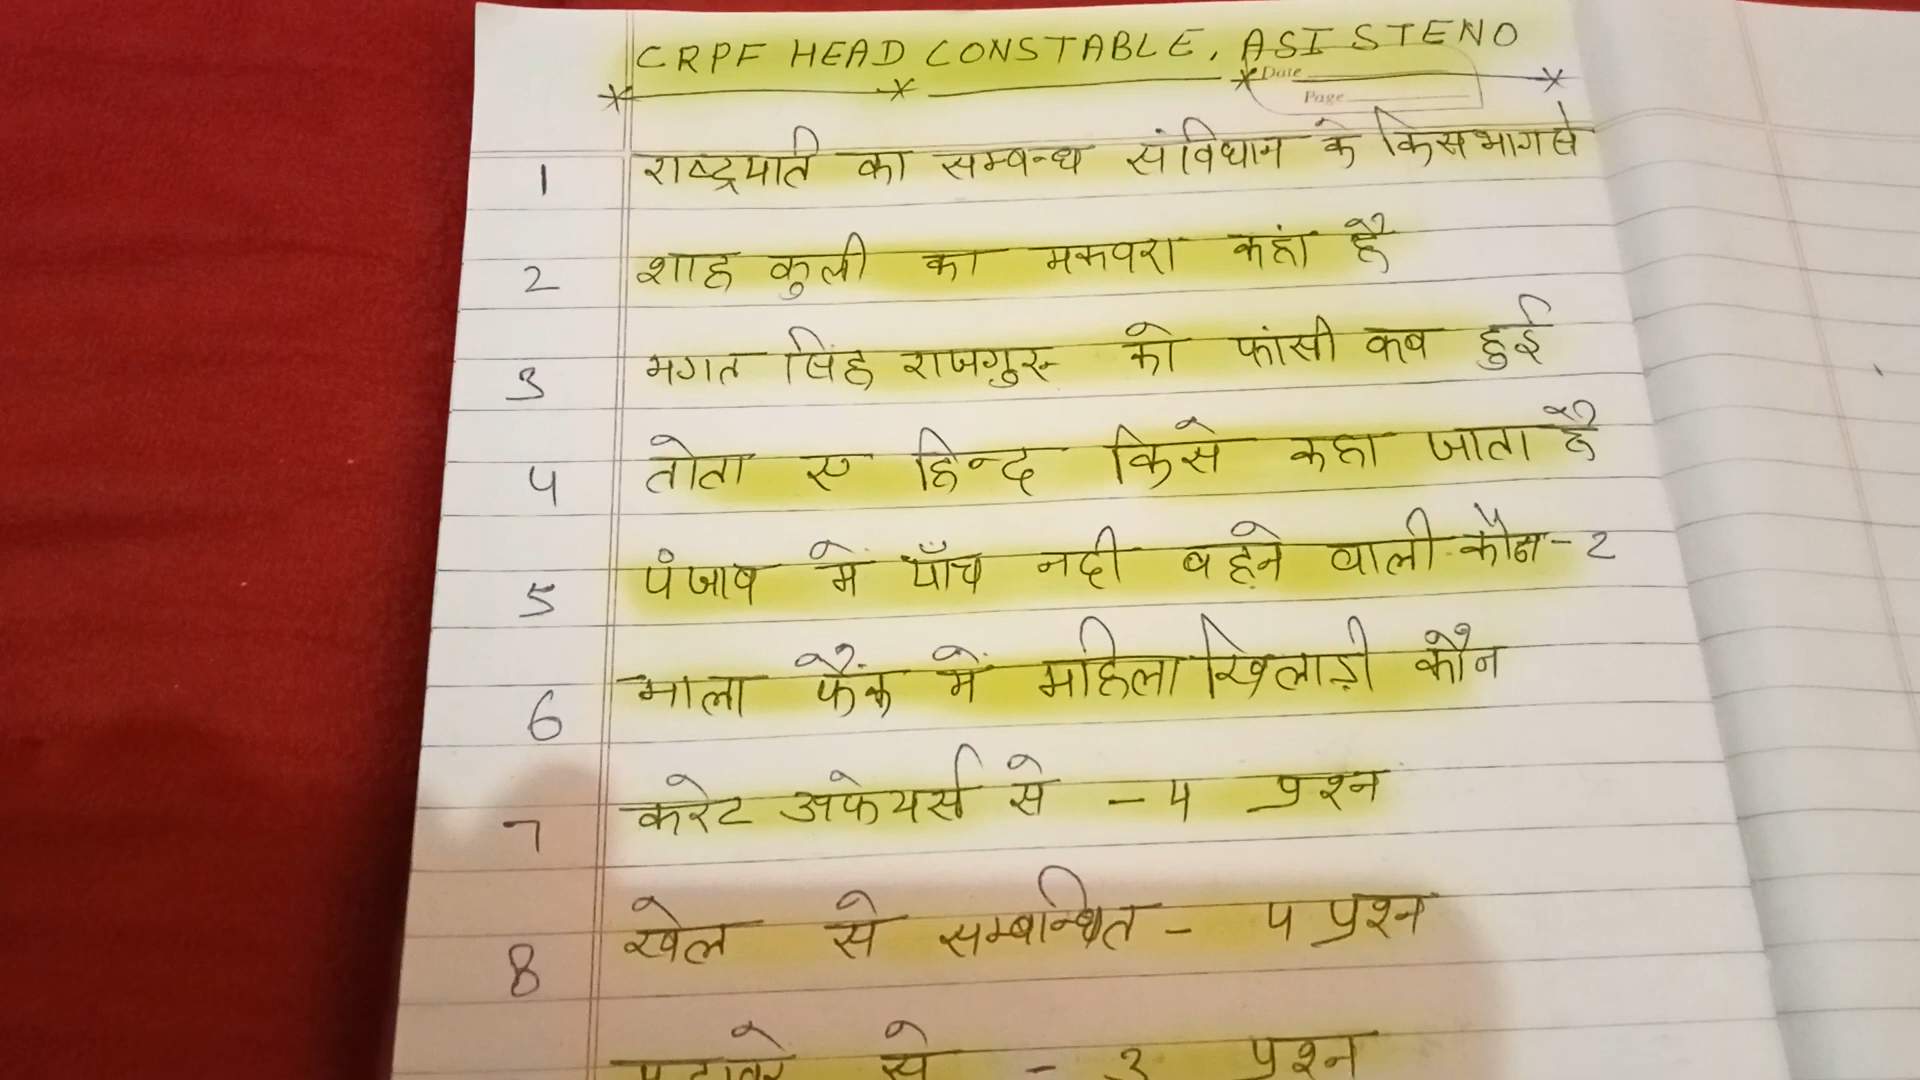 CRPF HEAD CONSTABLE, ASI STENO
Date
Page
1 राष्ट्रपति का सम्बन्ध संविधान के किस भाग से
2 शाह कुली का मकबरा कहां है
3 भगत सिंह राजगुरू को फांसी कब हुई
4 तोता ए हिन्द किसे कहा जाता है
5 पंजाब में पाँच नदी बहने वाली कौन-2
6 भाला फैंक में महिला खिलाड़ी कौन
7 करेट अफेयर्स से - 4 प्रश्न
8 खेल से सम्बन्धित - 4 प्रश्न
से - 3 प्रश्न